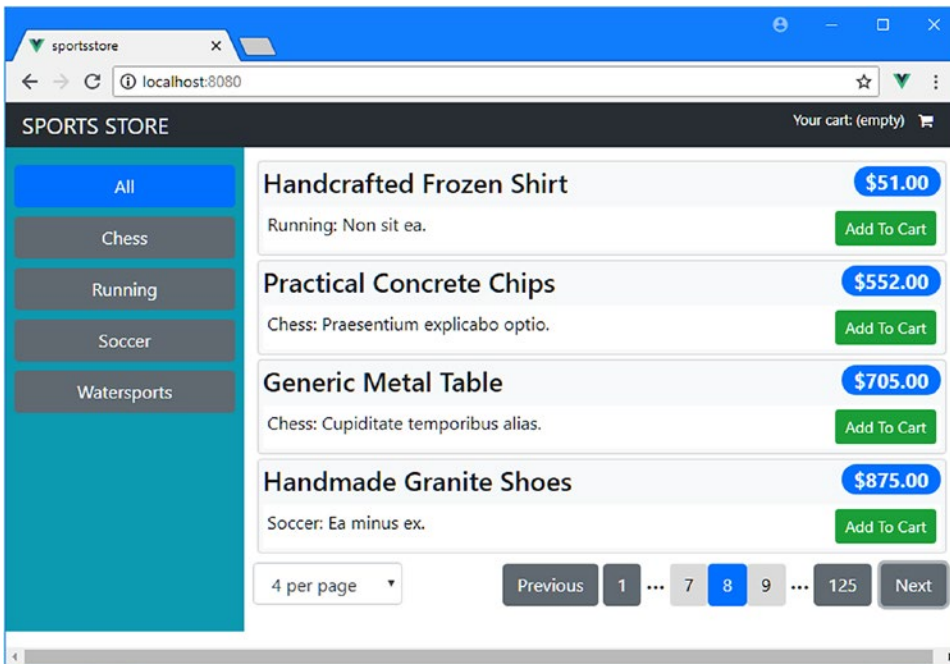 sportsstore
localhost:8080
SPORTS STORE
Your cart: (empty)
All
Chess
Running
Soccer
Watersports
Handcrafted Frozen Shirt
$51.00
Running: Non sit ea.
Add To Cart
Practical Concrete Chips
$552.00
Chess: Praesentium explicabo optio.
Add To Cart
Generic Metal Table
$705.00
Chess: Cupiditate temporibus alias.
Add To Cart
Handmade Granite Shoes
$875.00
Soccer: Ea minus ex.
Add To Cart
4 per page
Previous 1 ... 7 8 9 ... 125 Next